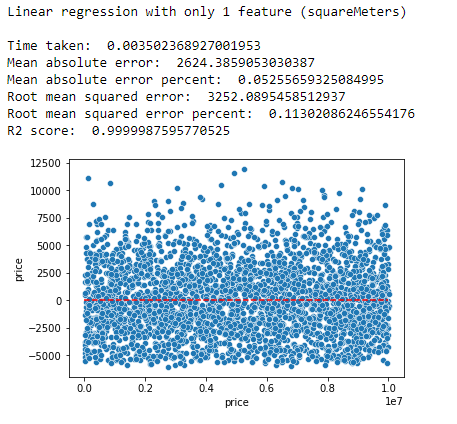 Linear regression with only 1 feature (squareMeters)
Time taken:  0.003502368927001953
Mean absolute error:  2624.3859053030387
Mean absolute error percent:  0.05255659325084995
Root mean squared error:  3252.0895458512937
Root mean squared error percent:  0.11302086246554176
R2 score:  0.9999987595770525
12500
10000
7500
5000
2500
0
−2500
−5000
price
0.0 0.2 0.4 0.6 0.8 1.0
1e7
price